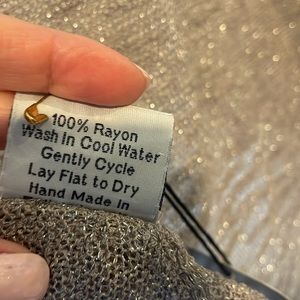 100% Rayon
Wash In Cool Water
Gently Cycle
Lay Flat to Dry
Hand Made in